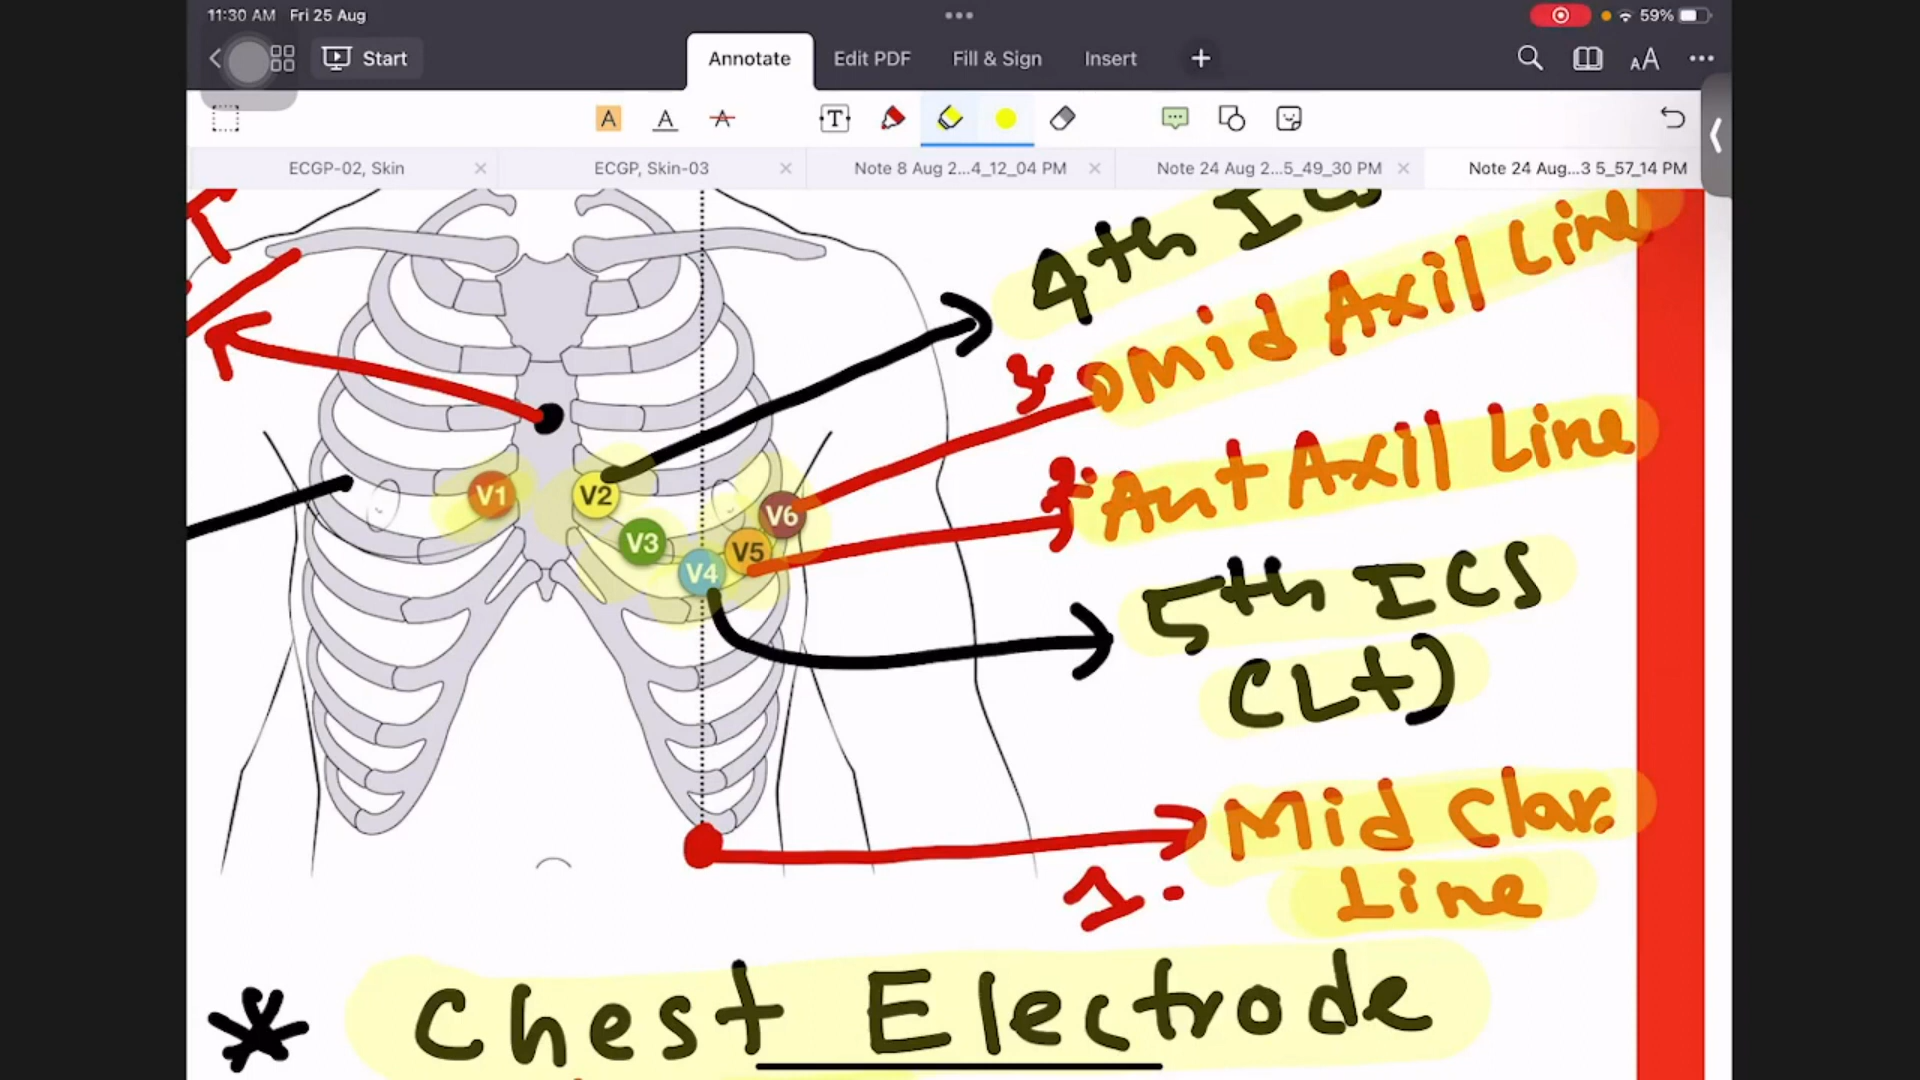 11:30 AM Fri 25 Aug
59%
Start
Annotate
Edit PDF
Fill & Sign
Insert
AA
A A A T
ECGP-02, Skin
ECGP, Skin-03
Note 8 Aug 2...4_12_04 PM
Note 24 Aug 2...5_49_30 PM
Note 24 Aug...3 5_57_14 PM
4th ICS
3. Mid Axil Line
2. Ant Axil Line
V1 V2 V3 V4 V5 V6
5th ICS
(Lt)
1. Mid Clav.
Line
* Chest Electrode